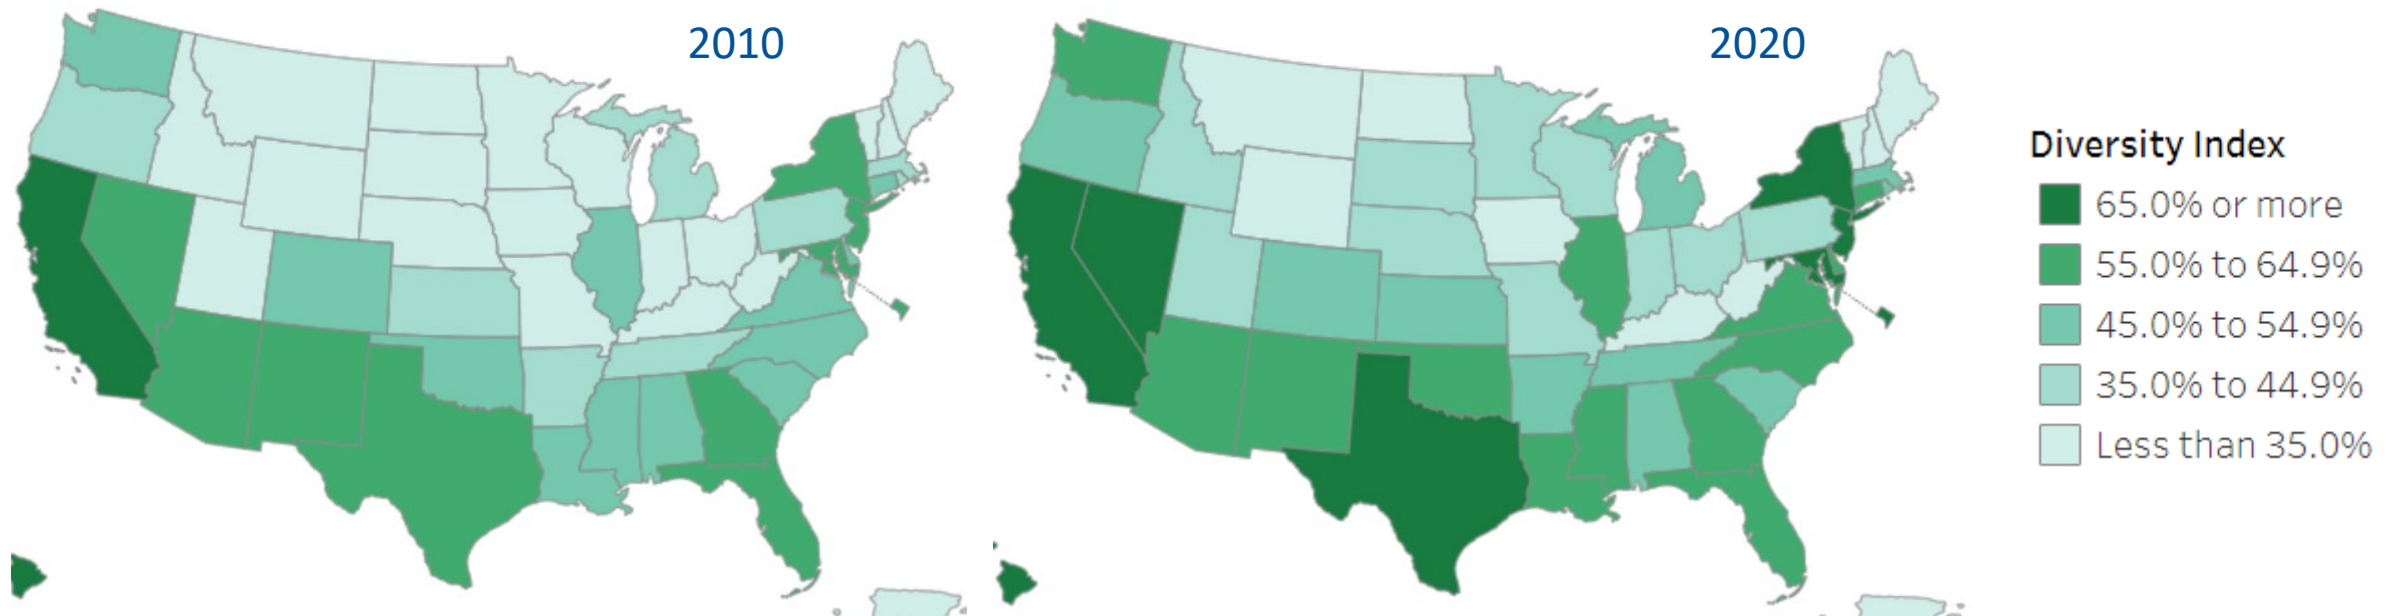 2010
2020
Diversity Index
65.0% or more
55.0% to 64.9%
45.0% to 54.9%
35.0% to 44.9%
Less than 35.0%